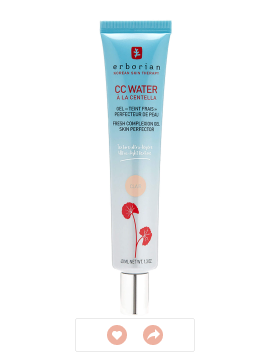 erborian
KOREAN SKIN THERAPY
CC WATER
A LA CENTELLA
GEL « TEINT FRAIS »
PERFECTEUR DE PEAU
FRESH COMPLEXION GEL
SKIN PERFECTOR